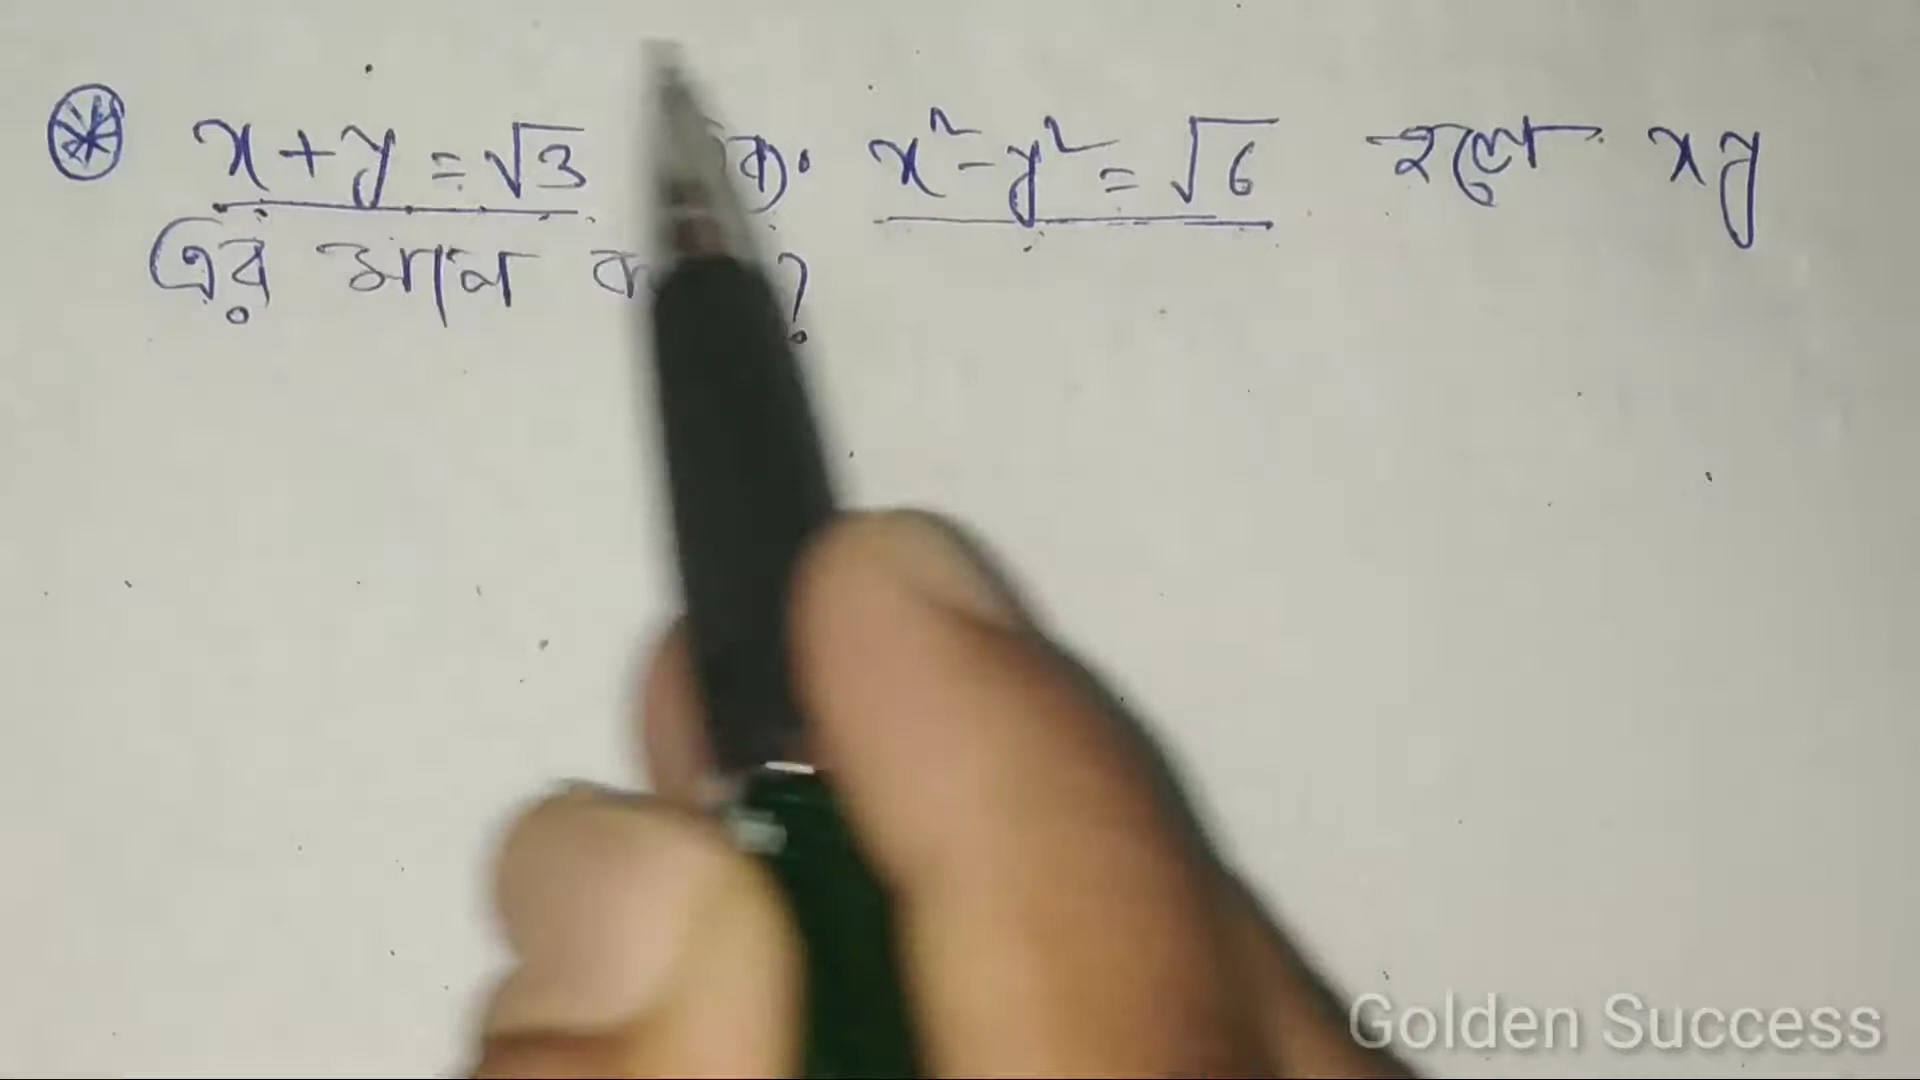 x+y=√3 x²-y²=√6 হলে xy
এর মান ?
Golden Success